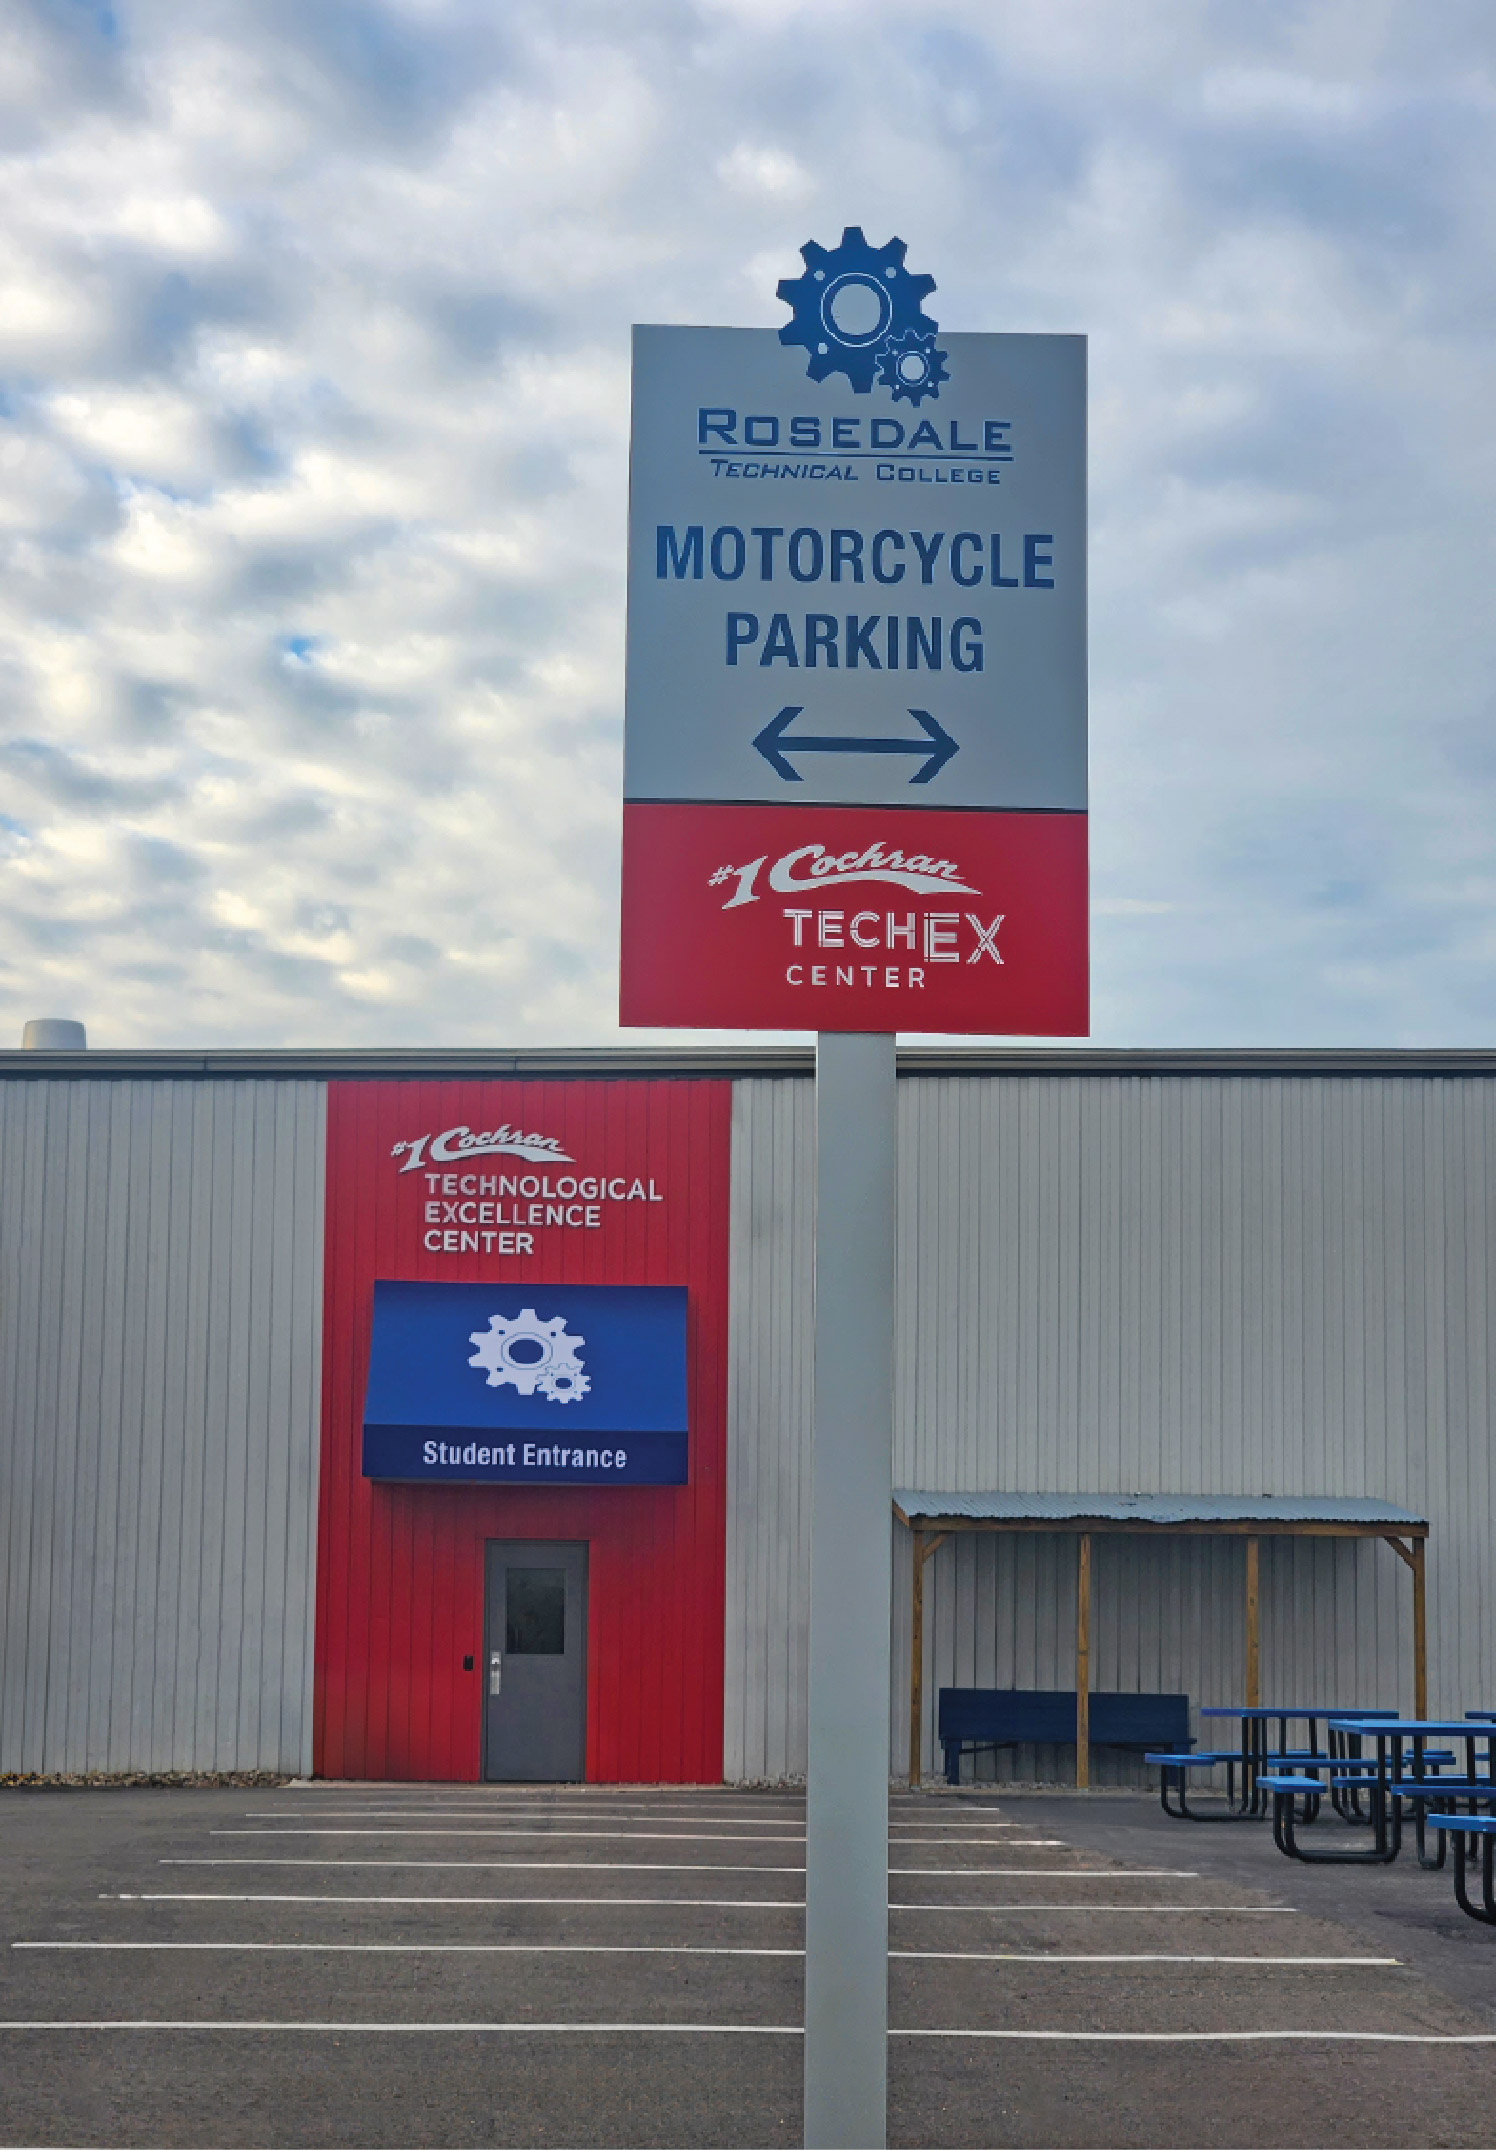 ROSEDALE
TECHNICAL COLLEGE
MOTORCYCLE
PARKING
#1 Cochran
TECHEX
CENTER
#1 Cochran
TECHNOLOGICAL
EXCELLENCE
CENTER
Student Entrance